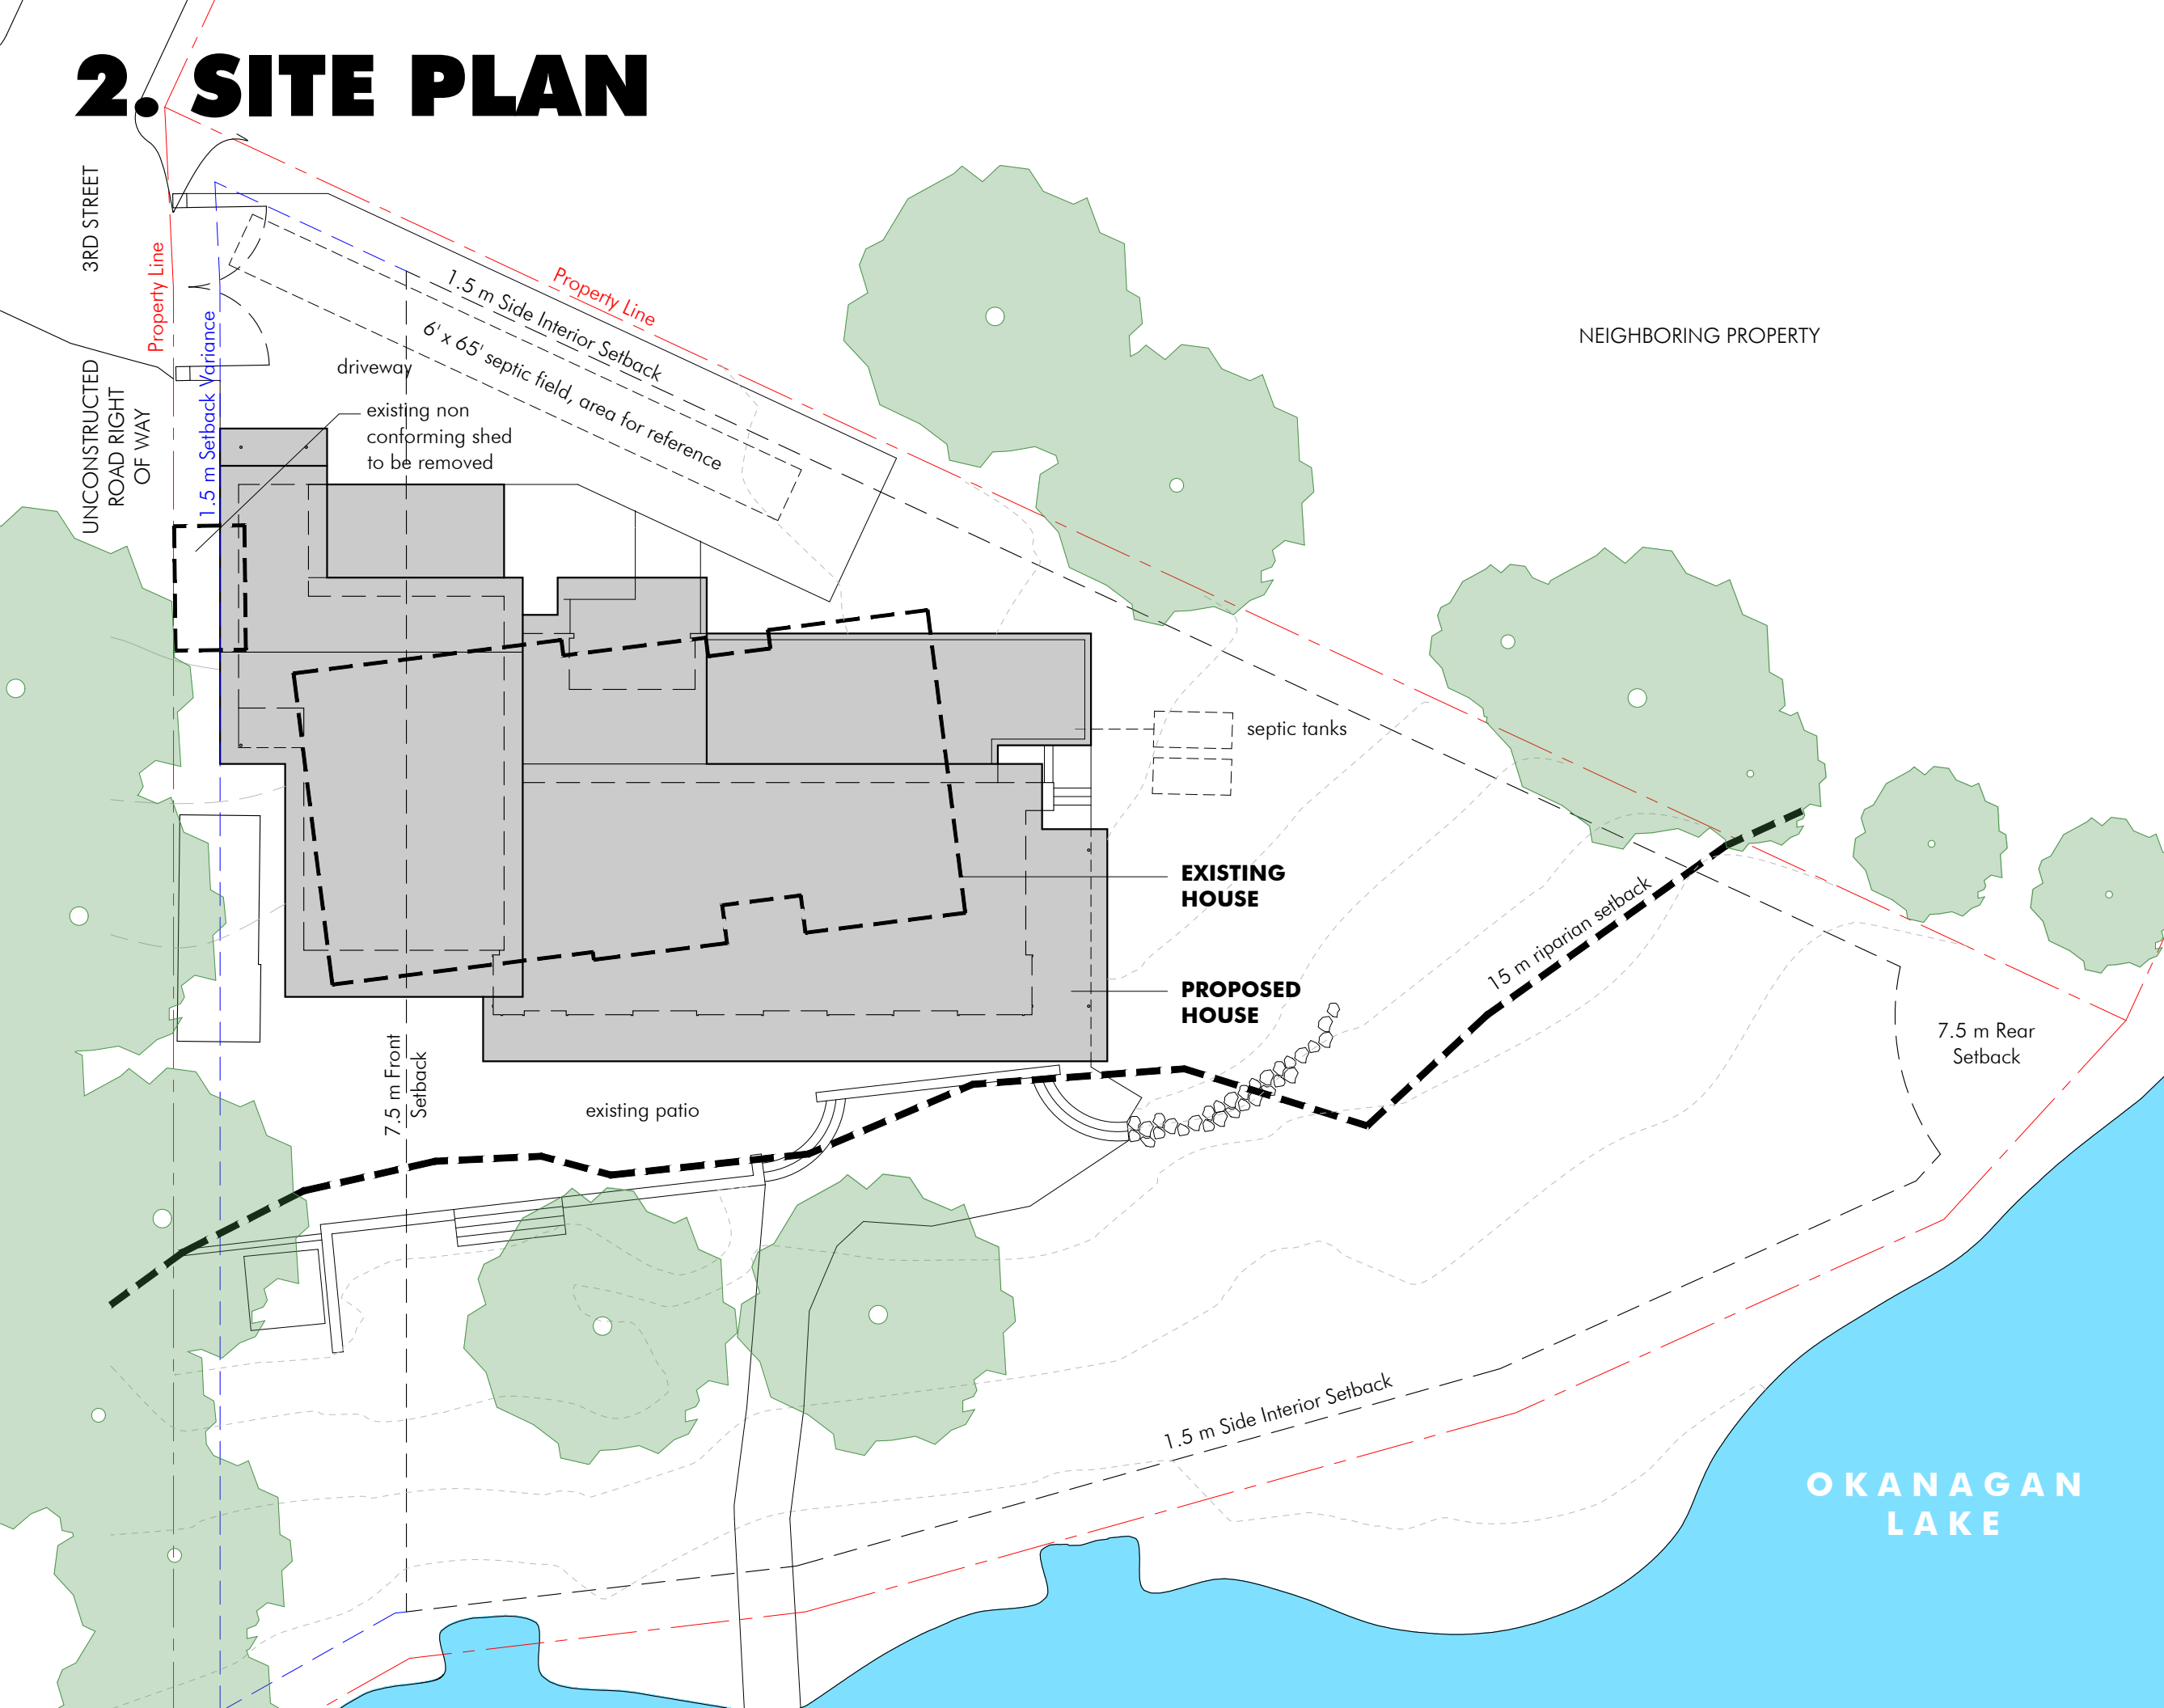 2. SITE PLAN
3RD STREET
Property Line
UNCONSTRUCTED
ROAD RIGHT
OF WAY
1.5 m Setback Variance
Property Line
1.5 m Side Interior Setback
6' x 65' septic field, area for reference
driveway
existing non
conforming shed
to be removed
NEIGHBORING PROPERTY
septic tanks
EXISTING
HOUSE
PROPOSED
HOUSE
15 m riparian setback
7.5 m Rear
Setback
7.5 m Front
Setback
existing patio
1.5 m Side Interior Setback
OKANAGAN
LAKE